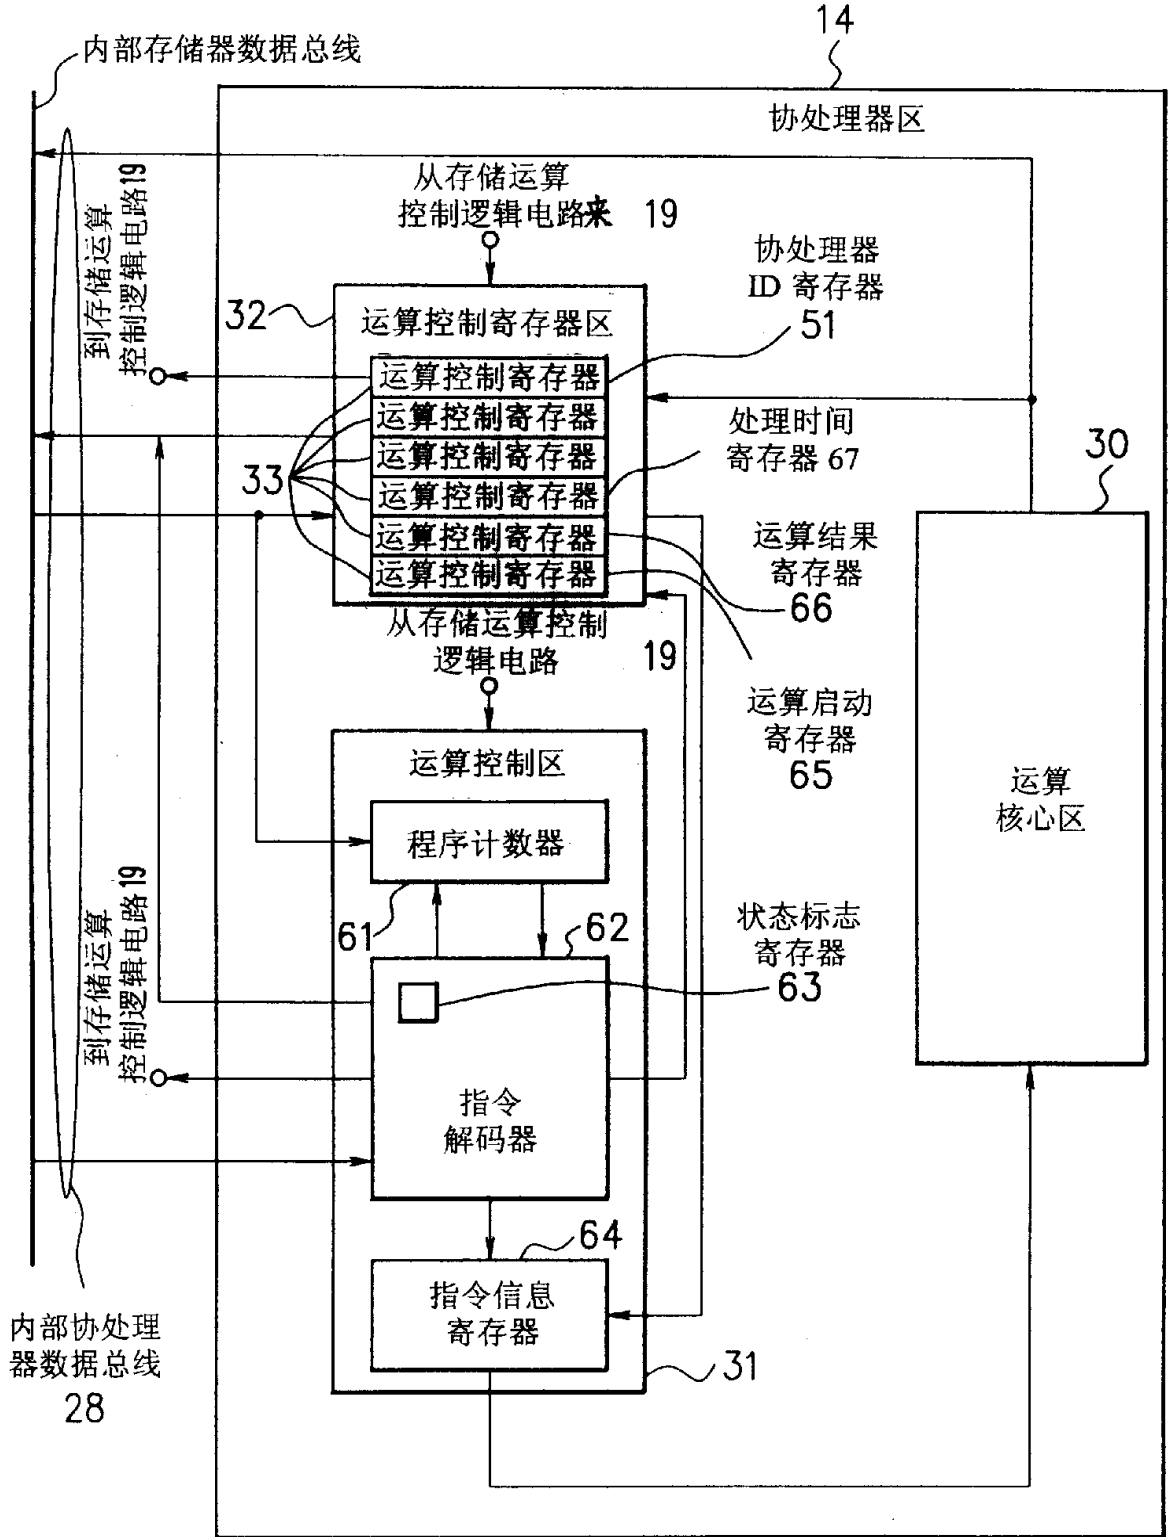 14
内部存储器数据总线
协处理器区
到存储运算
控制逻辑电路19
从存储运算
控制逻辑电路来 19
协处理器
ID 寄存器
51
32
运算控制寄存器区
运算控制寄存器
运算控制寄存器
运算控制寄存器
运算控制寄存器
运算控制寄存器
运算控制寄存器
33
处理时间
寄存器 67
30
运算结果
寄存器
66
从存储运算控制
逻辑电路
19
运算启动
寄存器
65
运算控制区
运算
核心区
程序计数器
61
62
状态标志
寄存器
63
到存储运算
控制逻辑电路19
指令
解码器
64
指令信息
寄存器
31
内部协处理
器数据总线
28